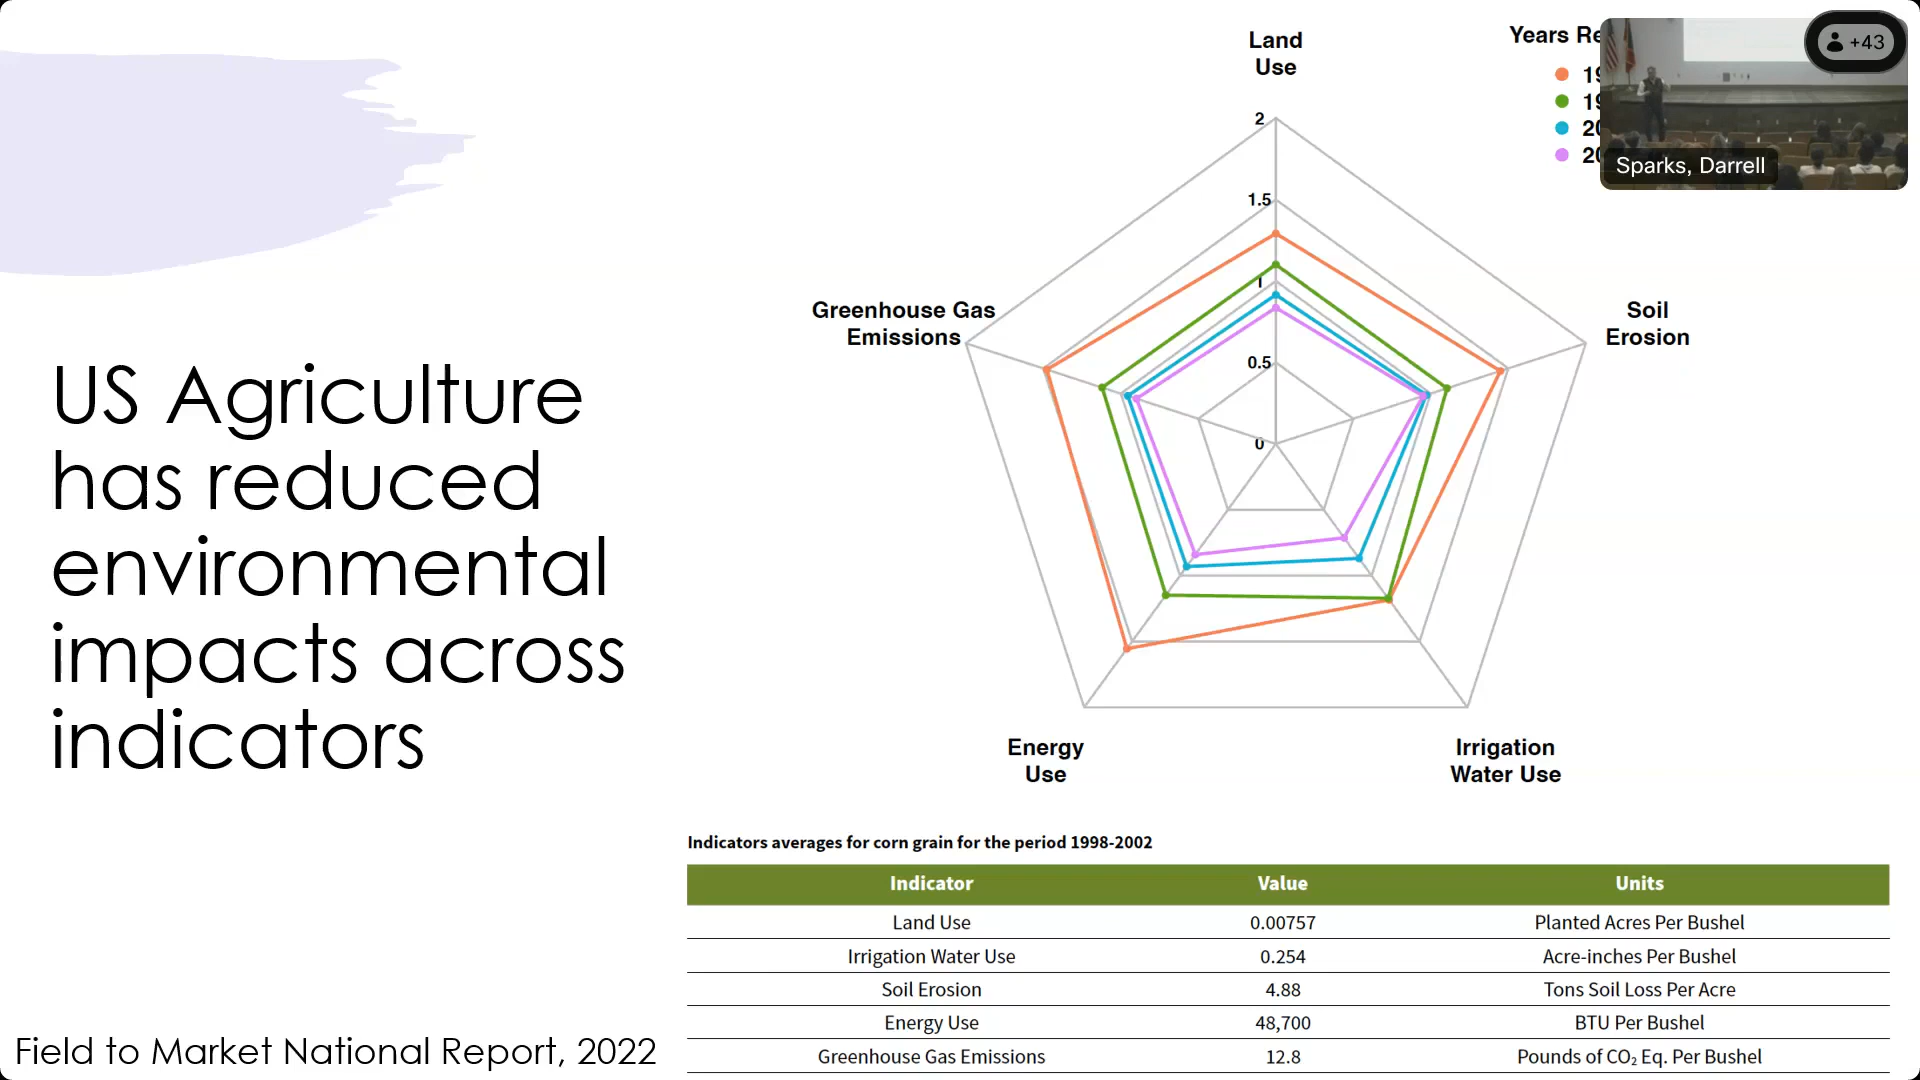 US Agriculture
has reduced
environmental
impacts across
indicators
Field to Market National Report, 2022
Land
Use
Years
2
1.5
1
0.5
0
Greenhouse Gas
Emissions
Soil
Erosion
Energy
Use
Irrigation
Water Use
+43
Sparks, Darrell
Indicators averages for corn grain for the period 1998-2002
Indicator Value Units
Land Use 0.00757 Planted Acres Per Bushel
Irrigation Water Use 0.254 Acre-inches Per Bushel
Soil Erosion 4.88 Tons Soil Loss Per Acre
Energy Use 48,700 BTU Per Bushel
Greenhouse Gas Emissions 12.8 Pounds of CO₂ Eq. Per Bushel